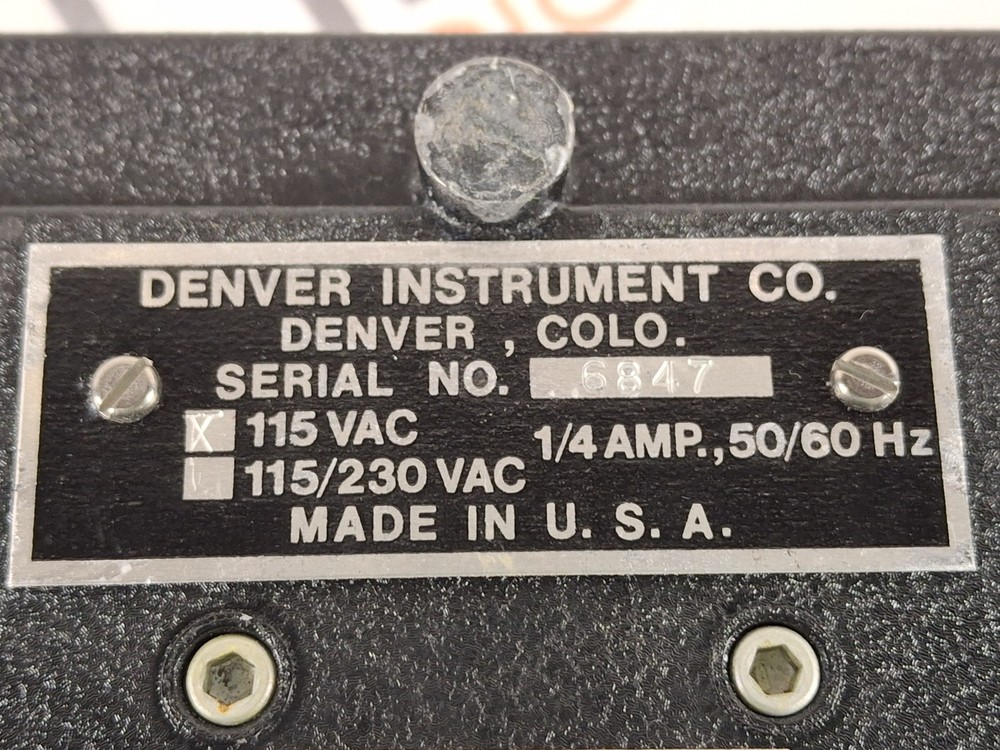 DENVER INSTRUMENT CO.
DENVER, COLO.
SERIAL NO. 6847
X 115 VAC
115/230 VAC
1/4 AMP., 50/60 Hz
MADE IN U. S. A.